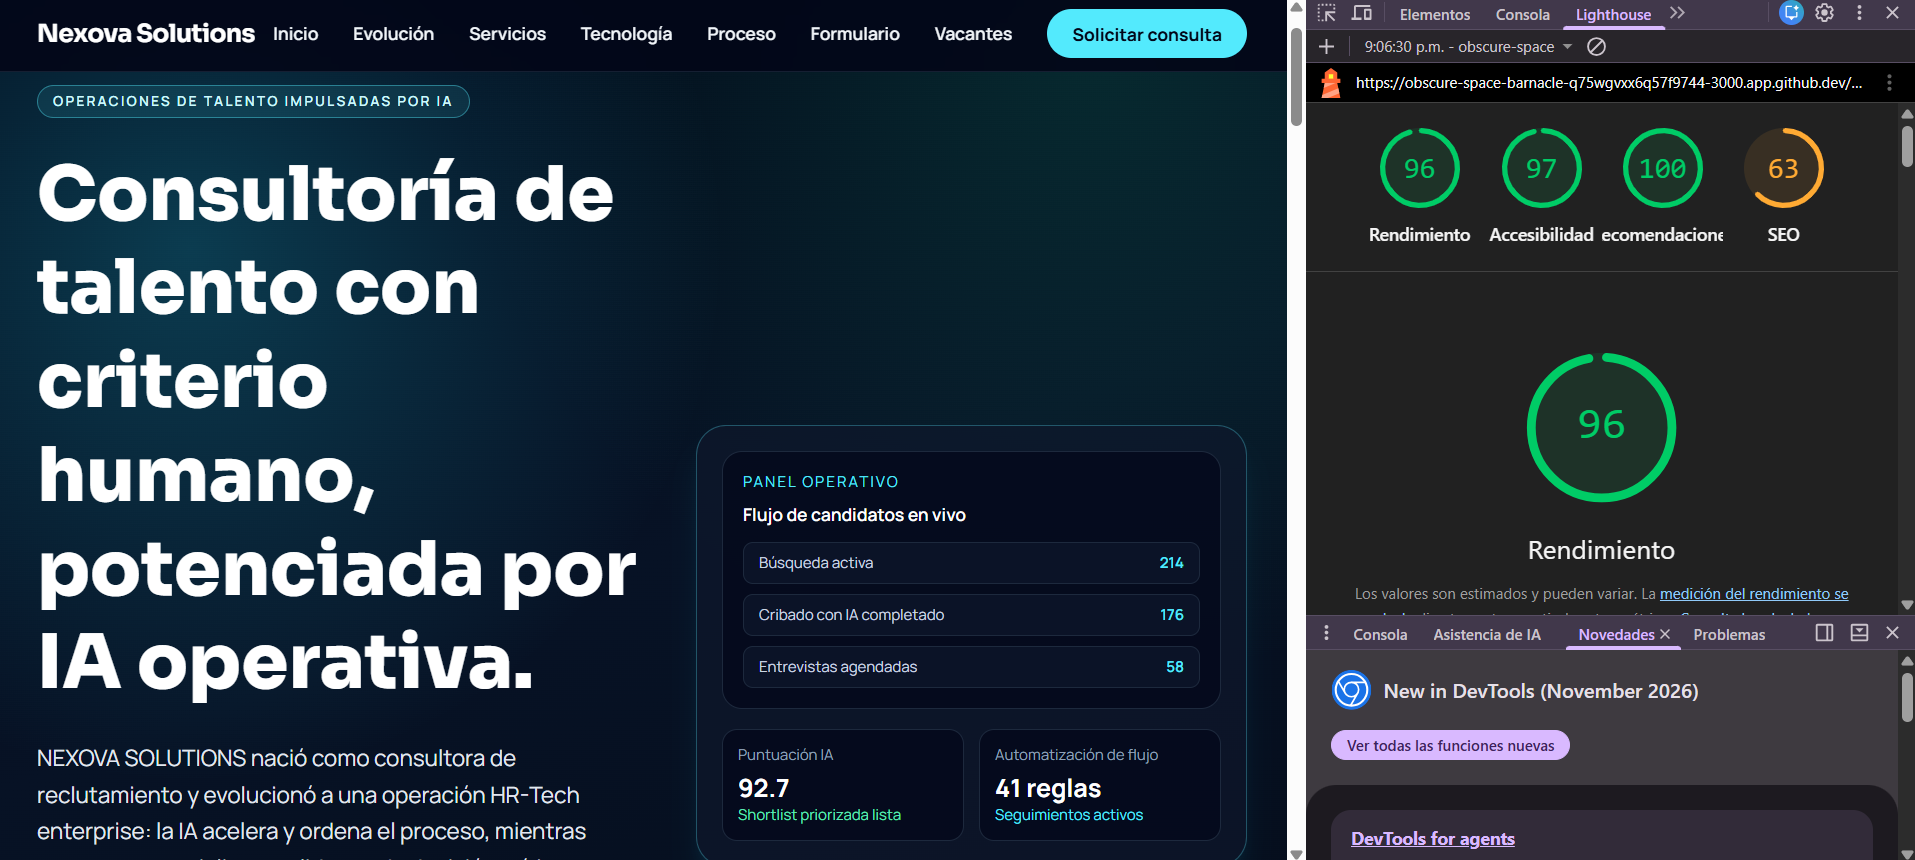 Nexova Solutions
Inicio
Evolución
Servicios
Tecnología
Proceso
Formulario
Vacantes
Solicitar consulta
OPERACIONES DE TALENTO IMPULSADAS POR IA
Consultoría de
talento con
criterio
humano,
potenciada por
IA operativa.
NEXOVA SOLUTIONS nació como consultora de
reclutamiento y evolucionó a una operación HR-Tech
enterprise: la IA acelera y ordena el proceso, mientras
PANEL OPERATIVO
Flujo de candidatos en vivo
Búsqueda activa 214
Cribado con IA completado 176
Entrevistas agendadas 58
Puntuación IA
92.7
Shortlist priorizada lista
Automatización de flujo
41 reglas
Seguimientos activos
Elementos
Consola
Lighthouse
9:06:30 p.m. - obscure-space
https://obscure-space-barnacle-q75wgvxx6q57f9744-3000.app.github.dev/...
96
97
100
63
Rendimiento
Accesibilidad
ecomendacione
SEO
96
Rendimiento
Los valores son estimados y pueden variar. La medición del rendimiento se
Consola
Asistencia de IA
Novedades
Problemas
New in DevTools (November 2026)
Ver todas las funciones nuevas
DevTools for agents